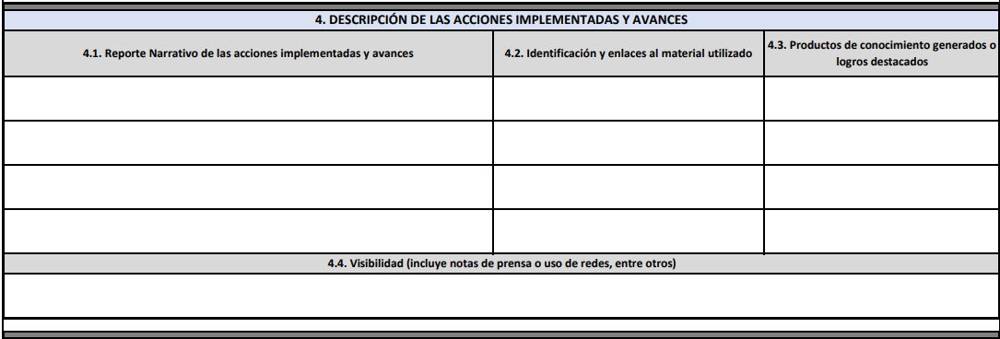 4. DESCRIPCIÓN DE LAS ACCIONES IMPLEMENTADAS Y AVANCES
4.1. Reporte Narrativo de las acciones implementadas y avances
4.2. Identificación y enlaces al material utilizado
4.3. Productos de conocimiento generados o
logros destacados
4.4. Visibilidad (incluye notas de prensa o uso de redes, entre otros)